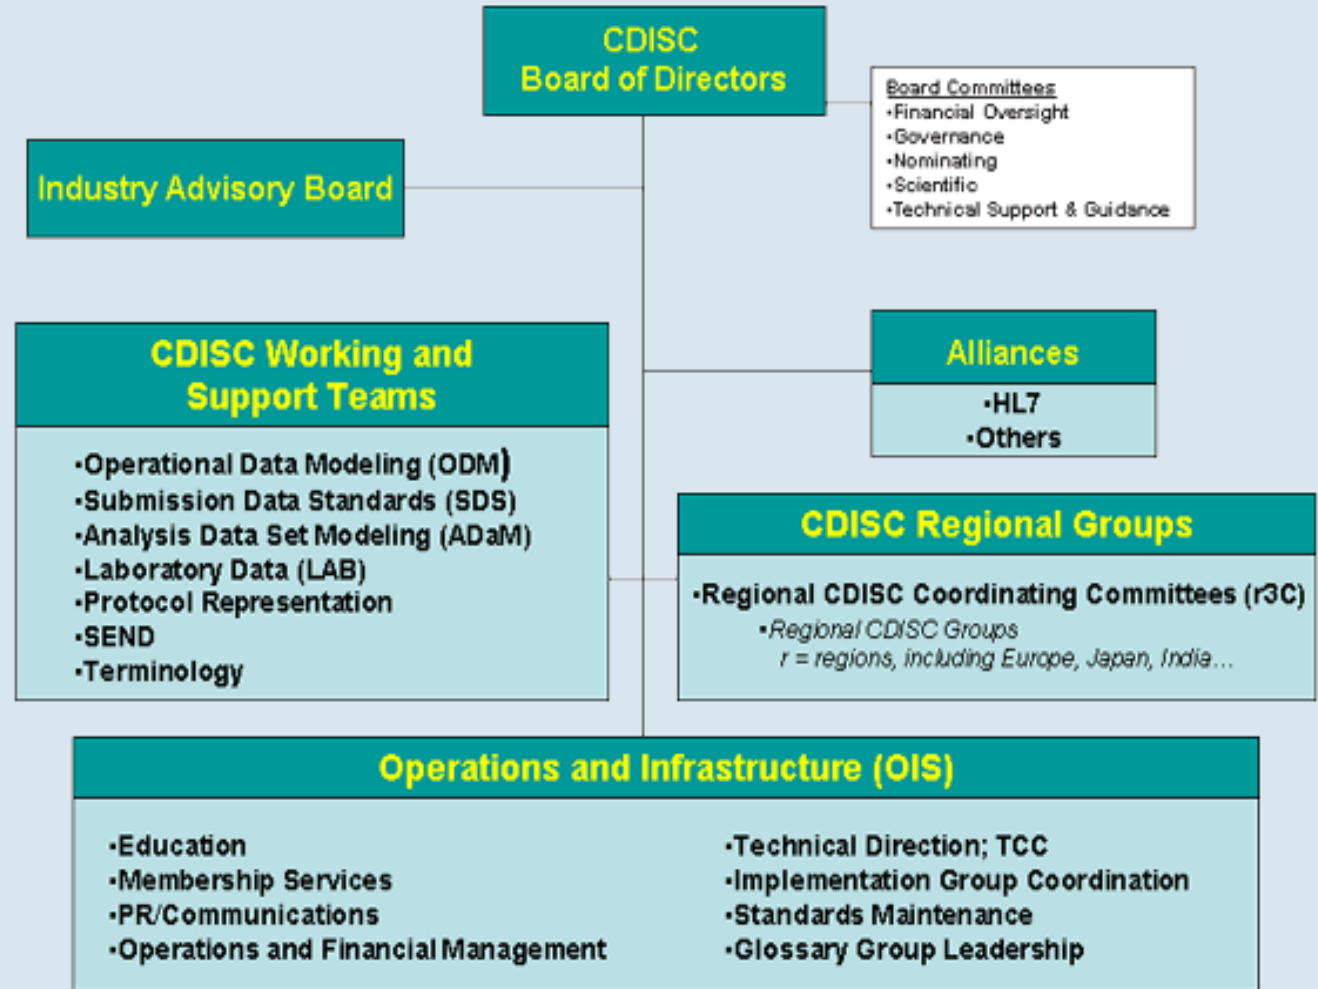 CDISC
Board of Directors
Board Committees
•Financial Oversight
•Governance
•Nominating
•Scientific
•Technical Support & Guidance
Industry Advisory Board
CDISC Working and
Support Teams
•Operational Data Modeling (ODM)
•Submission Data Standards (SDS)
•Analysis Data Set Modeling (ADaM)
•Laboratory Data (LAB)
•Protocol Representation
•SEND
•Terminology
Alliances
•HL7
•Others
CDISC Regional Groups
•Regional CDISC Coordinating Committees (r3C)
•Regional CDISC Groups
r = regions, including Europe, Japan, India...
Operations and Infrastructure (OIS)
•Education
•Membership Services
•PR/Communications
•Operations and Financial Management
•Technical Direction; TCC
•Implementation Group Coordination
•Standards Maintenance
•Glossary Group Leadership